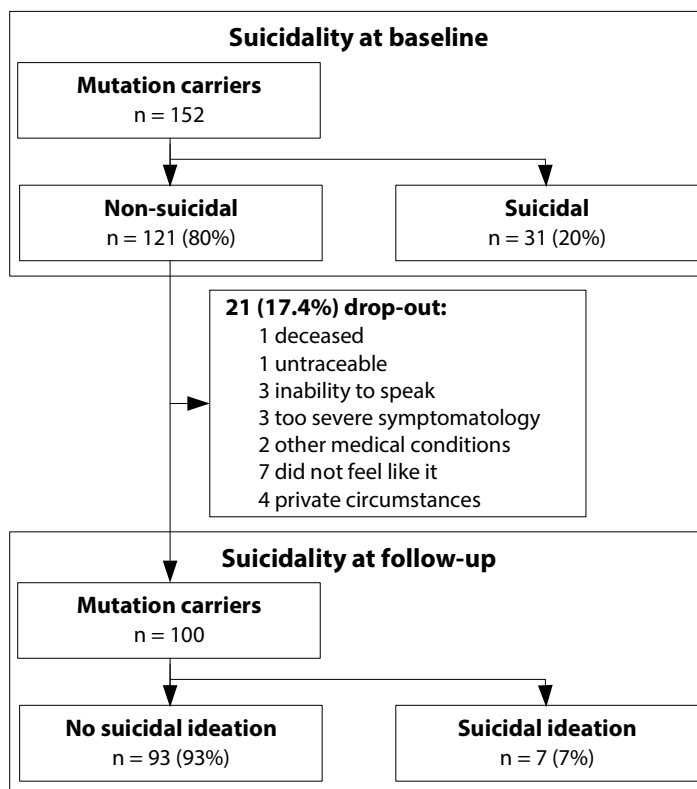 Suicidality at baseline
Mutation carriers
n = 152
Non-suicidal
n = 121 (80%)
Suicidal
n = 31 (20%)
21 (17.4%) drop-out:
1 deceased
1 untraceable
3 inability to speak
3 too severe symptomatology
2 other medical conditions
7 did not feel like it
4 private circumstances
Suicidality at follow-up
Mutation carriers
n = 100
No suicidal ideation
n = 93 (93%)
Suicidal ideation
n = 7 (7%)